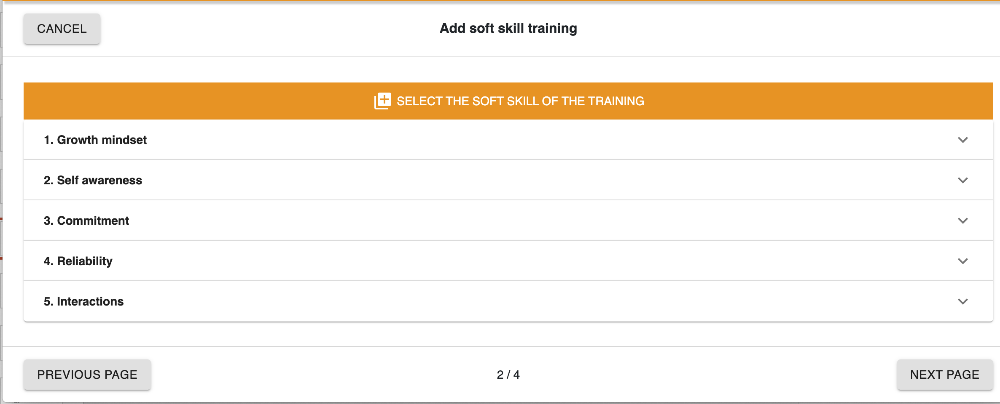 CANCEL
Add soft skill training
SELECT THE SOFT SKILL OF THE TRAINING
1. Growth mindset
2. Self awareness
3. Commitment
4. Reliability
5. Interactions
PREVIOUS PAGE
2 / 4
NEXT PAGE